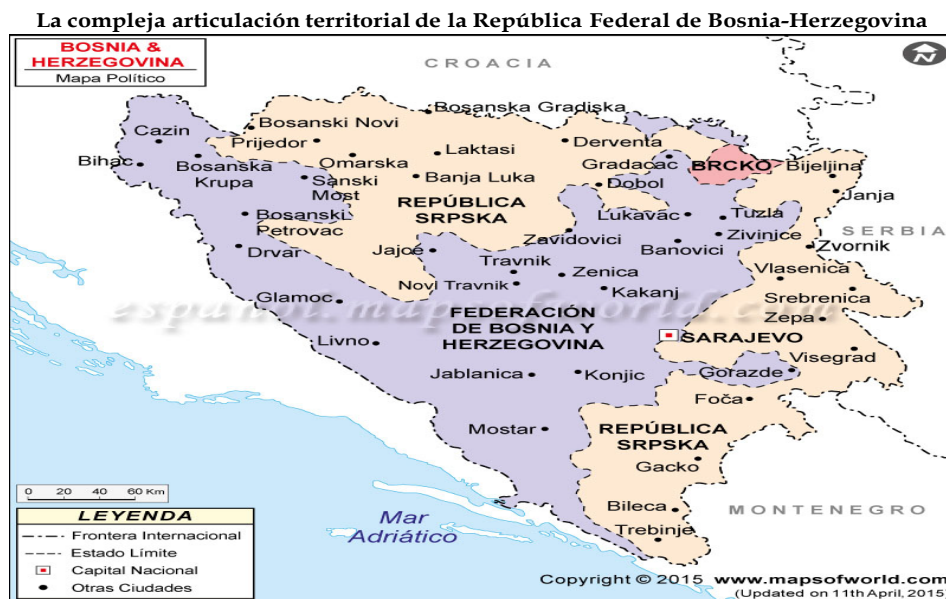 La compleja articulación territorial de la República Federal de Bosnia-Herzegovina
BOSNIA &
HERZEGOVINA
Mapa Político
CROACIA
N
Bosanska Gradiska
Bosanski Novi
Cazin
Prijedor
Derventa
Bihac
Bosanska
Krupa
Omarska
Laktasi
Gradacac
BRCKO
Bijeljina
Sanski
Most
Banja Luka
Dobol
Janja
REPÚBLICA
SRPSKA
Bosanski
Petrovac
Lukavac
Tuzla
SERBIA
Drvar
Jajce
Zavidovici
Banovici
Zivinice
Zvornik
Travnik
Zenica
Vlasenica
Novi Travnik
Kakanj
Srebrenica
Glamoc
espanol.mapsofworld.com
FEDERACIÓN
DE BOSNIA Y
HERZEGOVINA
Zepa
Livno
SARAJEVO
Visegrad
Jablanica
Konjic
Gorazde
Foča
Mostar
REPÚBLICA
SRPSKA
Gacko
0 20 40 60 Km
Bileca
MONTENEGRO
Trebinje
Mar
Adriático
LEYENDA
Frontera Internacional
Estado Límite
Capital Nacional
Otras Ciudades
Copyright © 2015 www.mapsofworld.com
(Updated on 11th April, 2015)